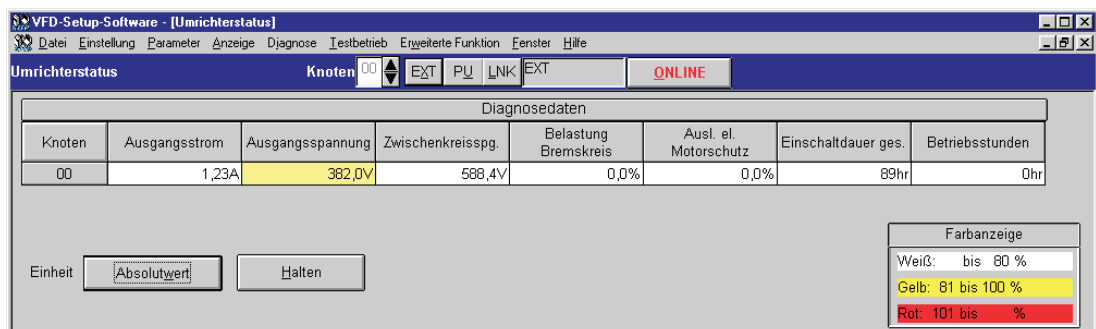 VFD-Setup-Software - [Umrichterstatus]
Datei Einstellung Parameter Anzeige Diagnose Testbetrieb Erweiterte Funktion Fenster Hilfe
Umrichterstatus Knoten 00 EXT PU LNK EXT ONLINE
Diagnosedaten
Knoten Ausgangsstrom Ausgangsspannung Zwischenkreisspg. Belastung Bremskreis Ausl. el. Motorschutz Einschaltdauer ges. Betriebsstunden
00 1,23A 382,0V 588,4V 0,0% 0,0% 89hr 0hr
Farbanzeige
Einheit Absolutwert Halten
Weiß: bis 80 %
Gelb: 81 bis 100 %
Rot: 101 bis %